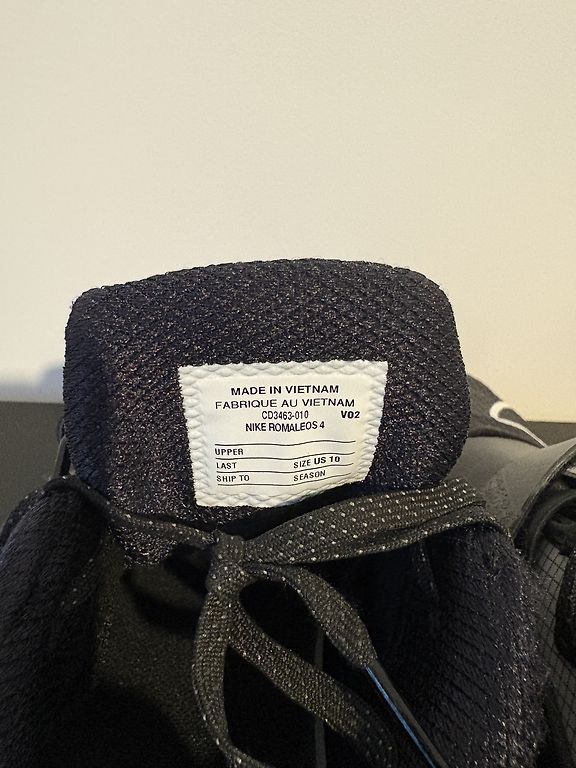 MADE IN VIETNAM
FABRIQUE AU VIETNAM
CD3463-010 V02
NIKE ROMALEOS 4
UPPER
LAST SIZE US 10
SHIP TO SEASON